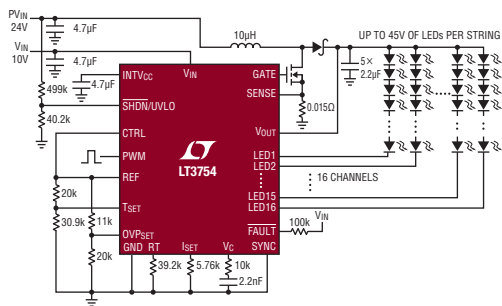 PVIN
24V
4.7µF
VIN
10V
4.7µF
10µH
UP TO 45V OF LEDs PER STRING
5×
2.2µF
4.7µF
INTVCC
VIN
GATE
SENSE
0.015Ω
499k
SHDN/UVLO
40.2k
CTRL
VOUT
PWM
LT3754
LED1
LED2
16 CHANNELS
REF
20k
TSET
LED15
LED16
30.9k
11k
OVPSET
FAULT
100k
VIN
20k
GND
RT
ISET
VC
SYNC
39.2k
5.76k
10k
2.2nF